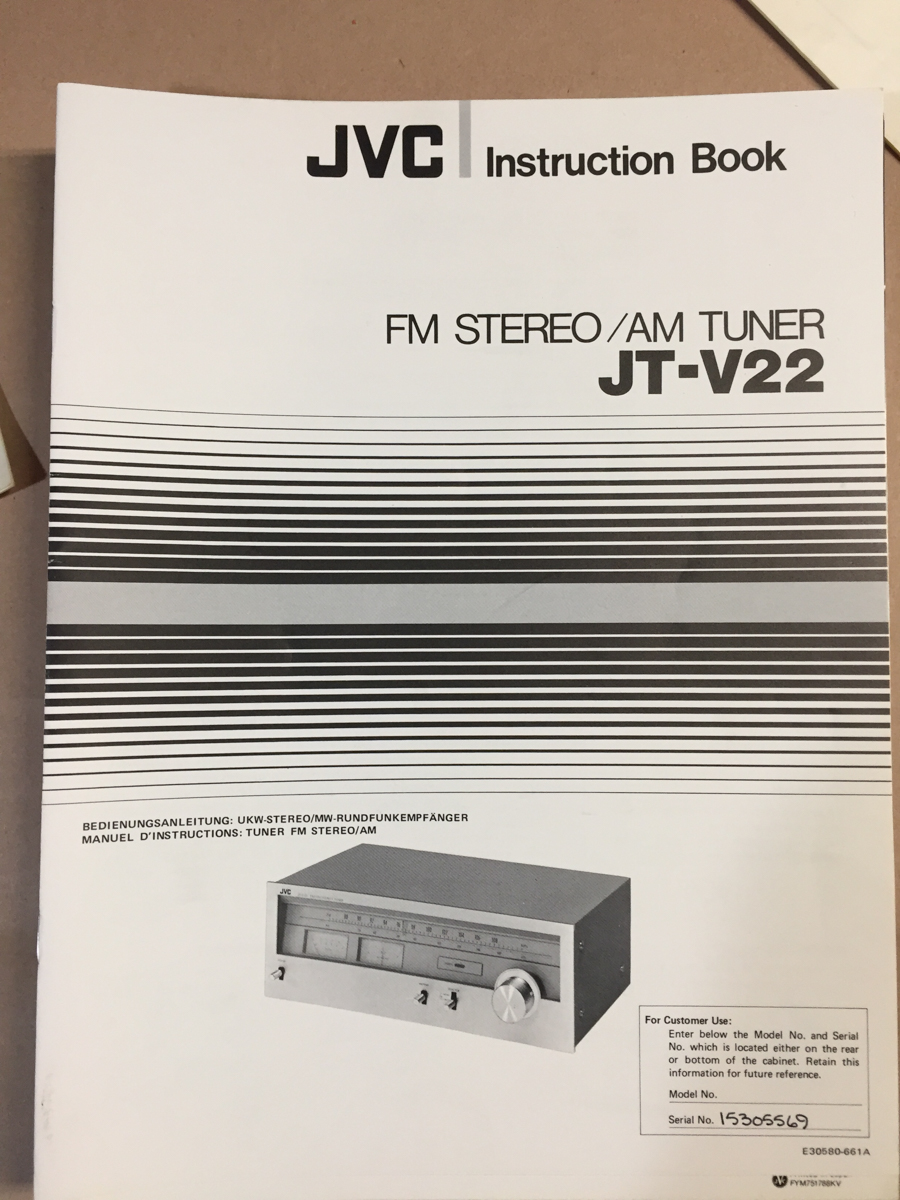 JVC Instruction Book
FM STEREO/AM TUNER
JT-V22
BEDIENUNGSANLEITUNG: UKW-STEREO/MW-RUNDFUNKEMPFÄNGER
MANUEL D'INSTRUCTIONS: TUNER FM STEREO/AM
JVC
For Customer Use:
Enter below the Model No. and Serial
No. which is located either on the rear
or bottom of the cabinet. Retain this
information for future reference.
Model No.
Serial No. 15305569
E30580-661A
FYM751788KV